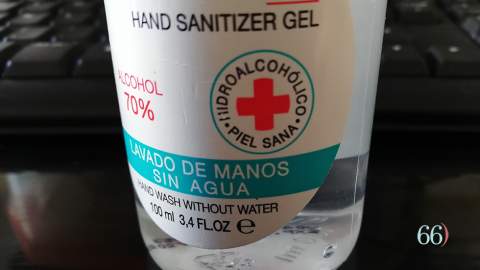 HAND SANITIZER GEL
ALCOHOL
70%
HIDROALCOHÓLICO
PIEL SANA
LAVADO DE MANOS
SIN AGUA
HAND WASH WITHOUT WATER
100 ml 3,4 FL.OZ e
66)